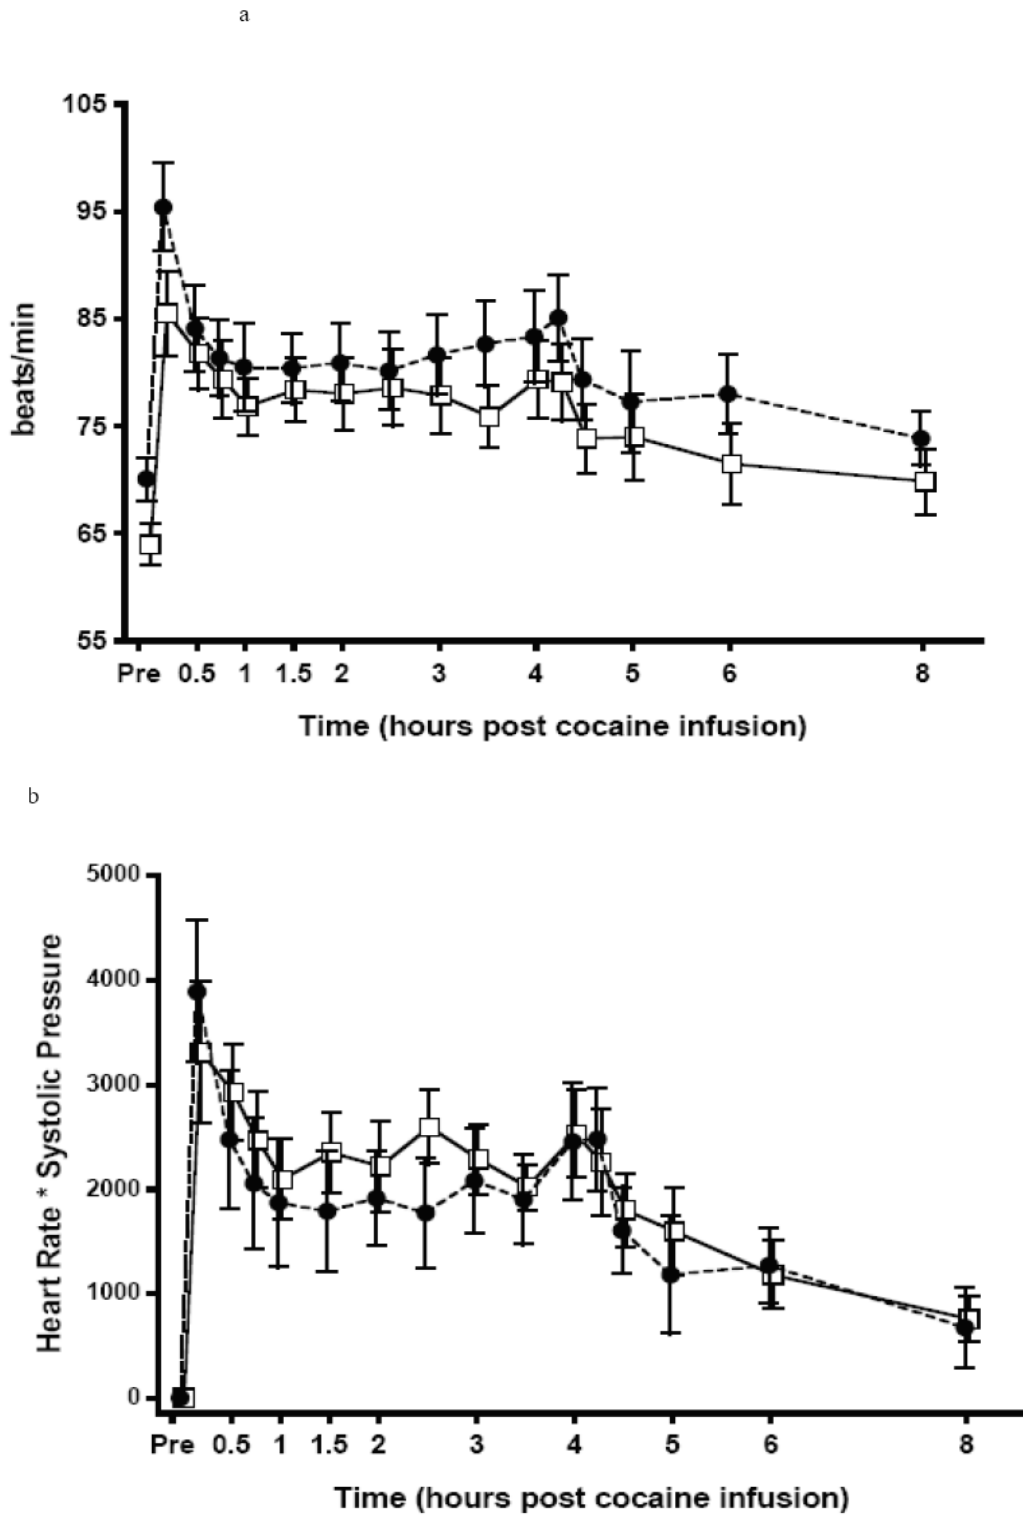 a
105
95
85
75
65
55
beats/min
Pre 0.5 1 1.5 2 3 4 5 6 8
Time (hours post cocaine infusion)
b
5000
4000
3000
2000
1000
0
Heart Rate * Systolic Pressure
Pre 0.5 1 1.5 2 3 4 5 6 8
Time (hours post cocaine infusion)